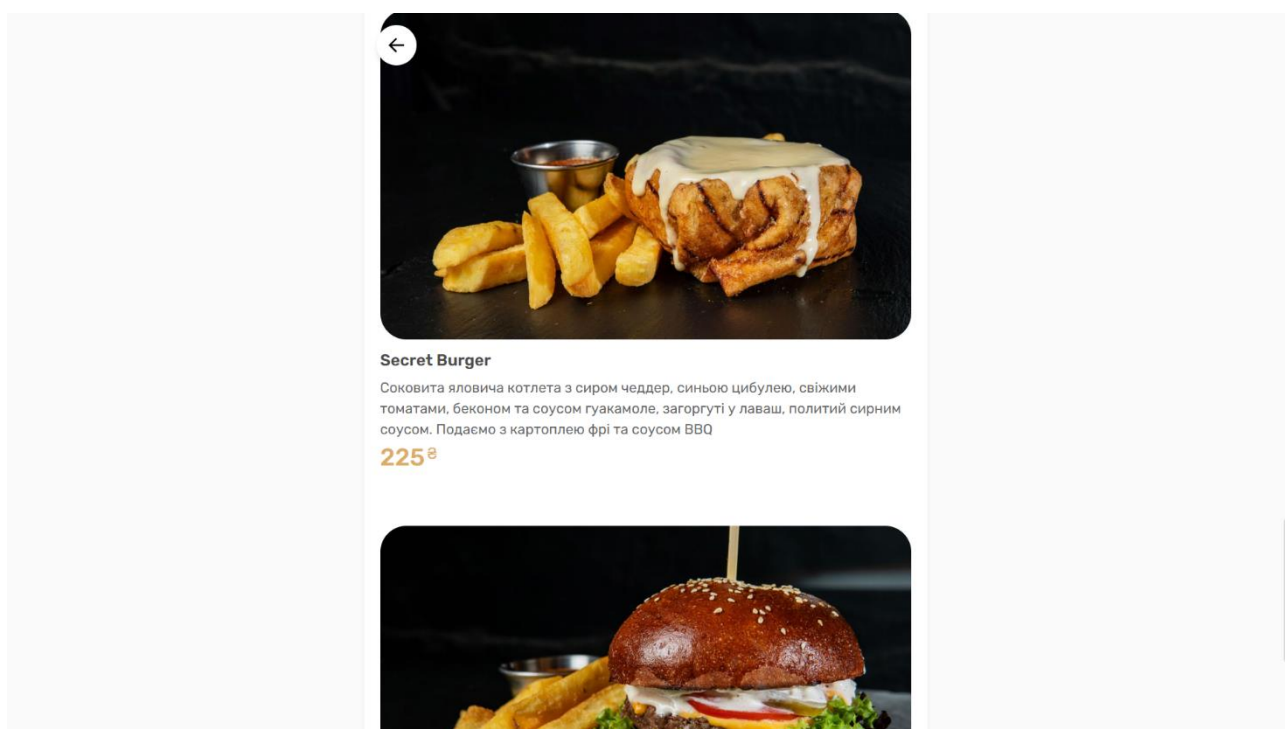 Secret Burger
Соковита яловича котлета з сиром чеддер, синьою цибулею, свіжими
томатами, беконом та соусом гуакамоле, загоргуті у лаваш, политий сирним
соусом. Подаємо з картоплею фрі та соусом BBQ
225₴